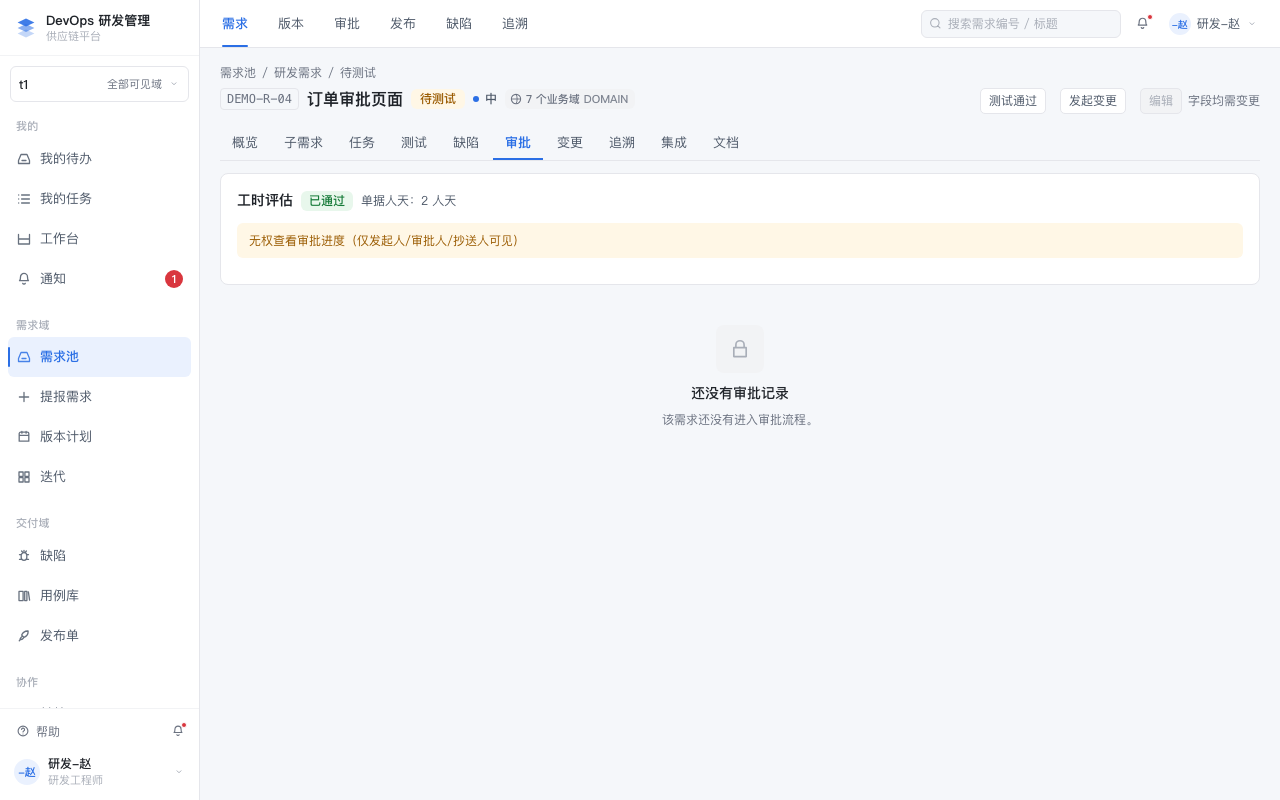 DevOps 研发管理
供应链平台
t1 全部可见域
我的
我的待办
我的任务
工作台
通知 1
需求域
需求池
提报需求
版本计划
迭代
交付域
缺陷
用例库
发布单
协作
帮助
-赵 研发-赵
研发工程师
需求 版本 审批 发布 缺陷 追溯
搜索需求编号 / 标题
-赵 研发-赵
需求池 / 研发需求 / 待测试
DEMO-R-04 订单审批页面 待测试 中 7 个业务域 DOMAIN
测试通过 发起变更 编辑 字段均需变更
概览 子需求 任务 测试 缺陷 审批 变更 追溯 集成 文档
工时评估 已通过 单据人天：2 人天
无权查看审批进度（仅发起人/审批人/抄送人可见）
还没有审批记录
该需求还没有进入审批流程。